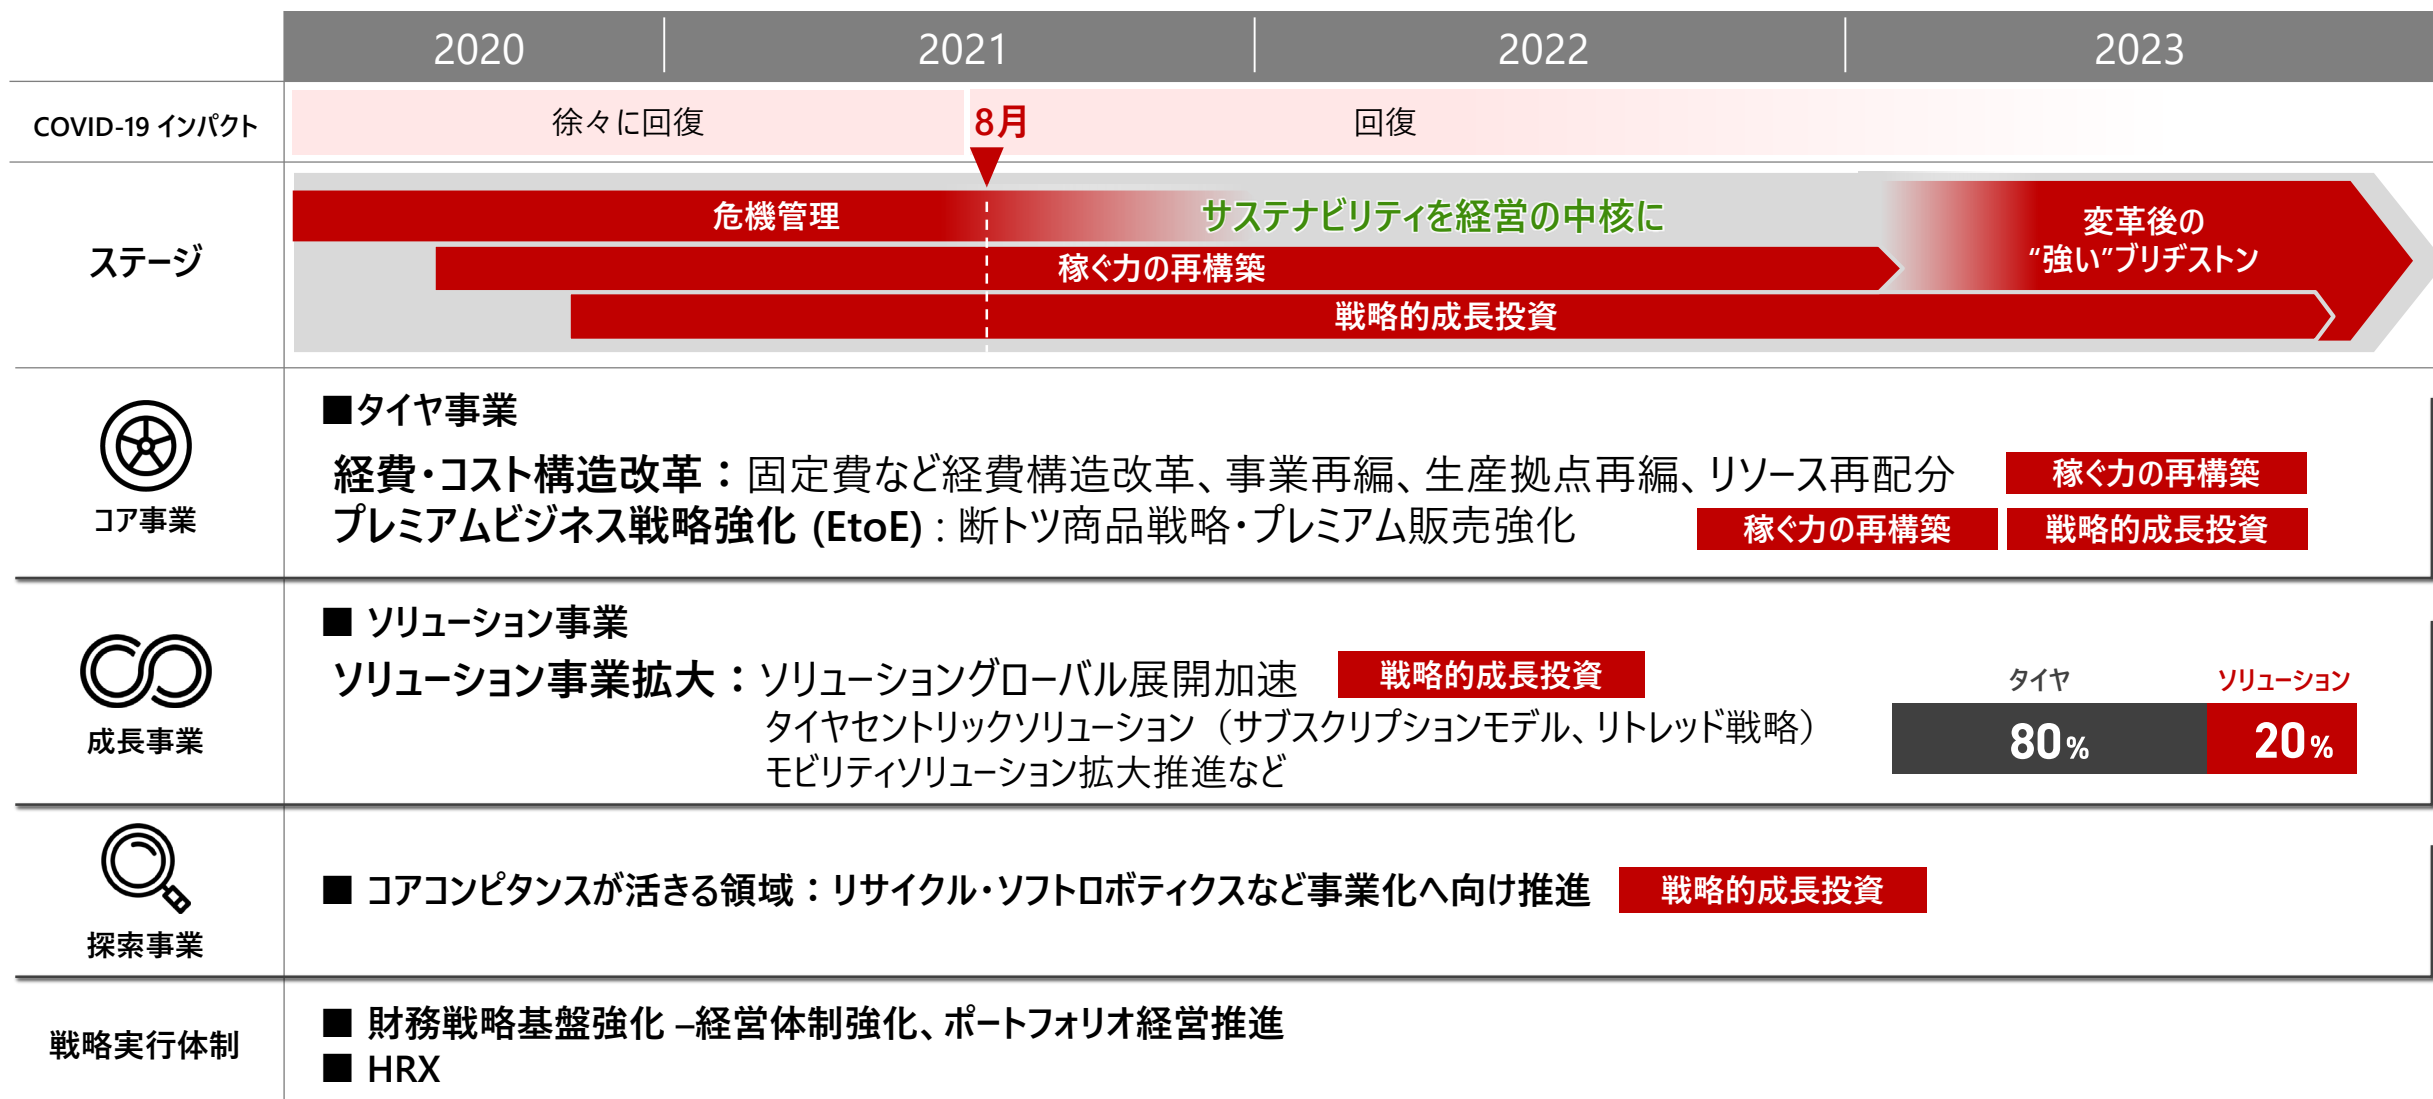 2020 2021 2022 2023
COVID-19 インパクト
徐々に回復
8月
回復
ステージ
危機管理
サステナビリティを経営の中核に
稼ぐ力の再構築
戦略的成長投資
変革後の
“強い”ブリヂストン
コア事業
■タイヤ事業
経費・コスト構造改革：固定費など経費構造改革、事業再編、生産拠点再編、リソース再配分 稼ぐ力の再構築
プレミアムビジネス戦略強化 (EtoE) : 断トツ商品戦略・プレミアム販売強化 稼ぐ力の再構築 戦略的成長投資
成長事業
■ ソリューション事業
ソリューション事業拡大：ソリューショングローバル展開加速 戦略的成長投資
タイヤセントリックソリューション（サブスクリプションモデル、リトレッド戦略）
モビリティソリューション拡大推進など
タイヤ ソリューション
80% 20%
探索事業
■ コアコンピタンスが活きる領域：リサイクル・ソフトロボティクスなど事業化へ向け推進 戦略的成長投資
戦略実行体制
■ 財務戦略基盤強化 –経営体制強化、ポートフォリオ経営推進
■ HRX